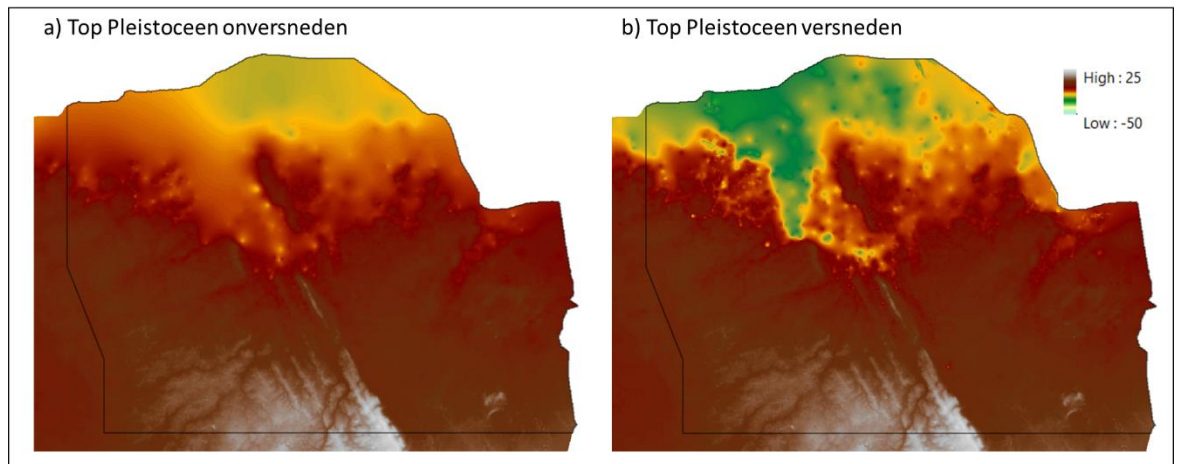 a) Top Pleistoceen onversneden
b) Top Pleistoceen versneden
High : 25
Low : -50